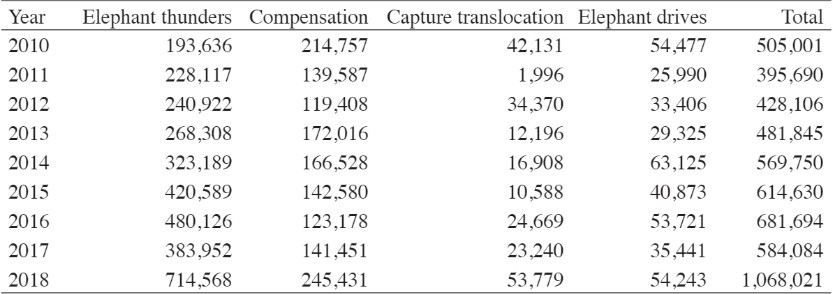 Year Elephant thunders Compensation Capture translocation Elephant drives Total
2010 193,636 214,757 42,131 54,477 505,001
2011 228,117 139,587 1,996 25,990 395,690
2012 240,922 119,408 34,370 33,406 428,106
2013 268,308 172,016 12,196 29,325 481,845
2014 323,189 166,528 16,908 63,125 569,750
2015 420,589 142,580 10,588 40,873 614,630
2016 480,126 123,178 24,669 53,721 681,694
2017 383,952 141,451 23,240 35,441 584,084
2018 714,568 245,431 53,779 54,243 1,068,021